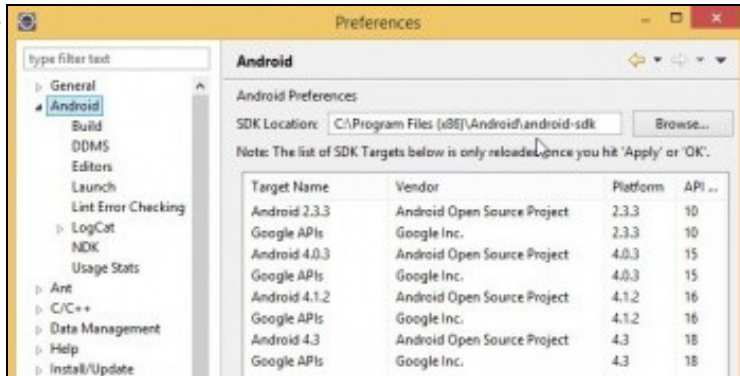 Preferences
type filter text
General
Android
Build
DDMS
Editors
Launch
Lint Error Checking
LogCat
NDK
Usage Stats
Ant
C/C++
Data Management
Help
Install/Update
Android
Android Preferences
SDK Location: C:\Program Files (x86)\Android\android-sdk Browse...
Note: The list of SDK Targets below is only reloaded once you hit 'Apply' or 'OK'.
Target Name Vendor Platform API ...
Android 2.3.3 Android Open Source Project 2.3.3 10
Google APIs Google Inc. 2.3.3 10
Android 4.0.3 Android Open Source Project 4.0.3 15
Google APIs Google Inc. 4.0.3 15
Android 4.1.2 Android Open Source Project 4.1.2 16
Google APIs Google Inc. 4.1.2 16
Android 4.3 Android Open Source Project 4.3 18
Google APIs Google Inc. 4.3 18